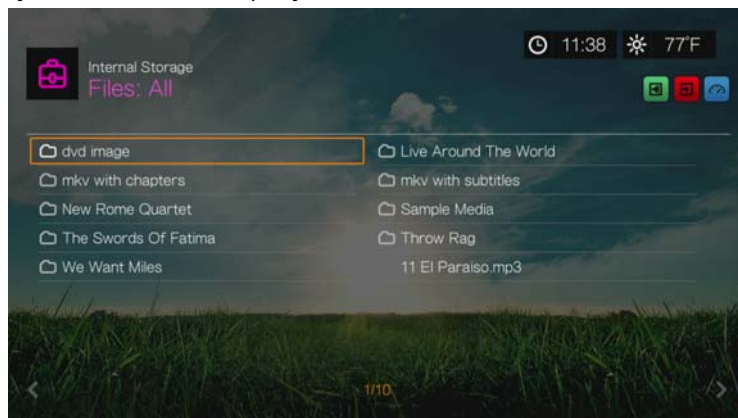 11:38 77°F
Internal Storage
Files: All
dvd image
Live Around The World
mkv with chapters
mkv with subtitles
New Rome Quartet
Sample Media
The Swords Of Fatima
Throw Rag
We Want Miles
11 El Paraiso.mp3
1/10